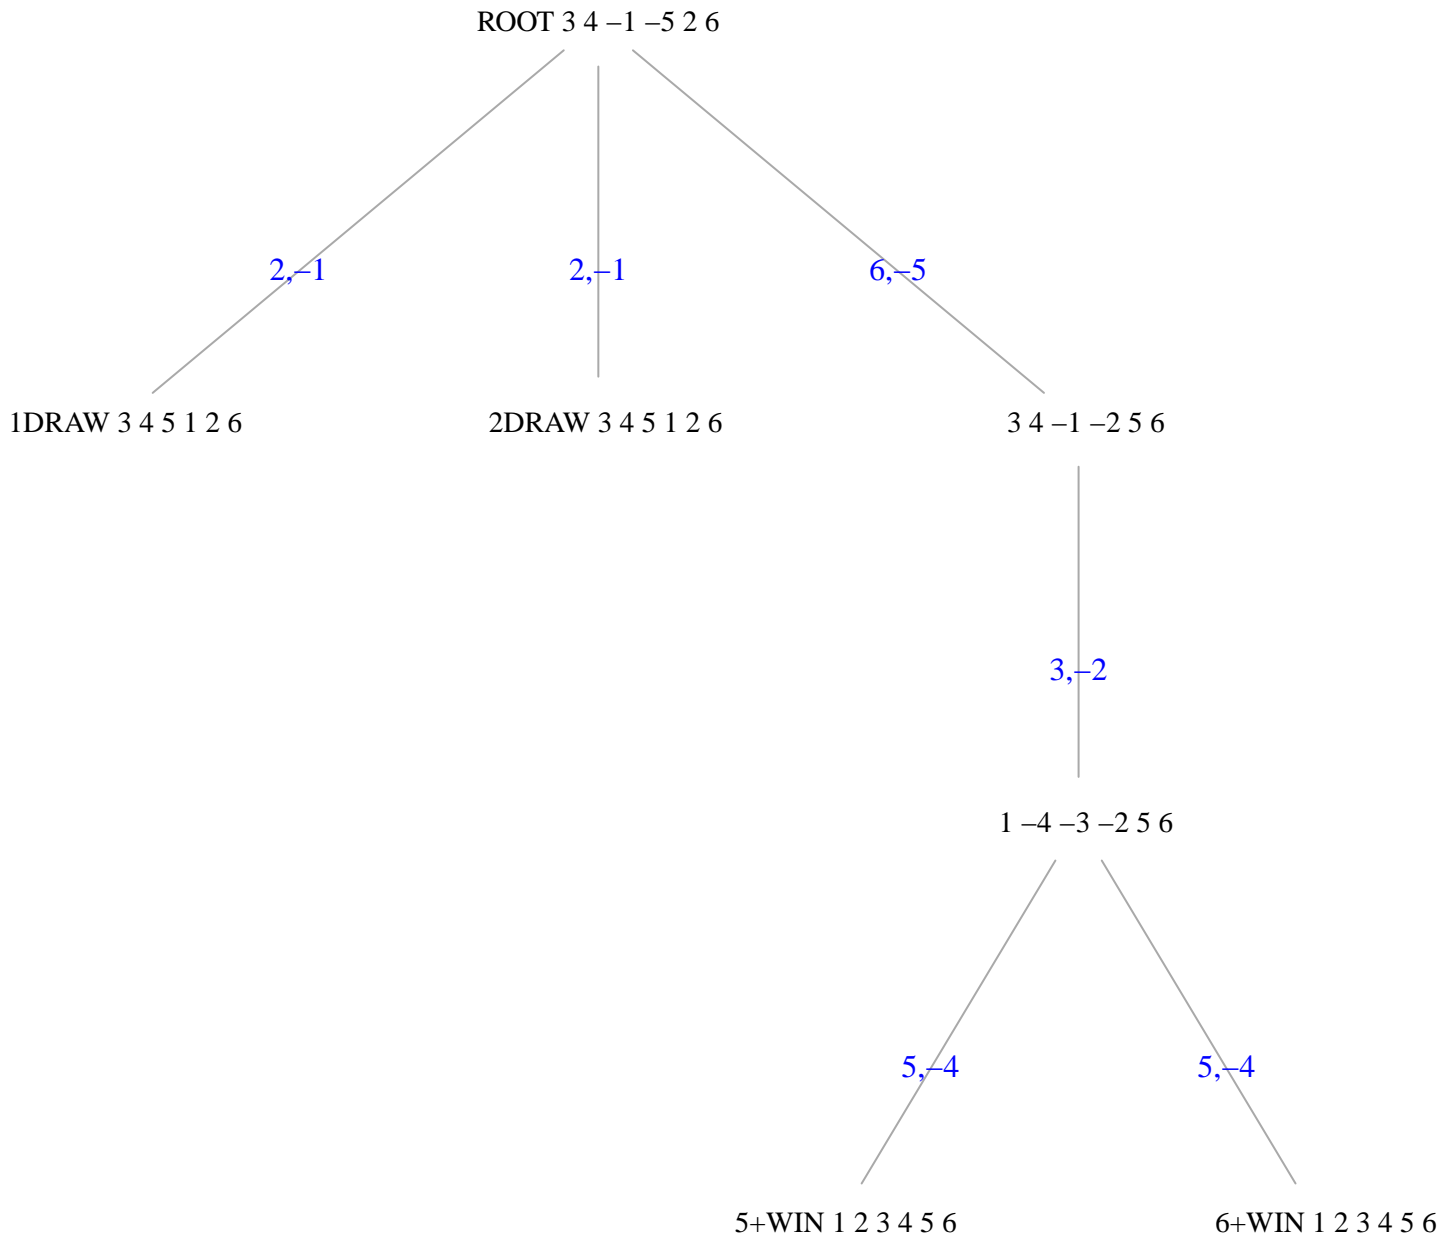 ROOT 3 4 –1 –5 2 6
2,–1
2,–1
6,–5
1DRAW 3 4 5 1 2 6
2DRAW 3 4 5 1 2 6
3 4 –1 –2 5 6
3,–2
1 –4 –3 –2 5 6
5,–4
5,–4
5+WIN 1 2 3 4 5 6
6+WIN 1 2 3 4 5 6